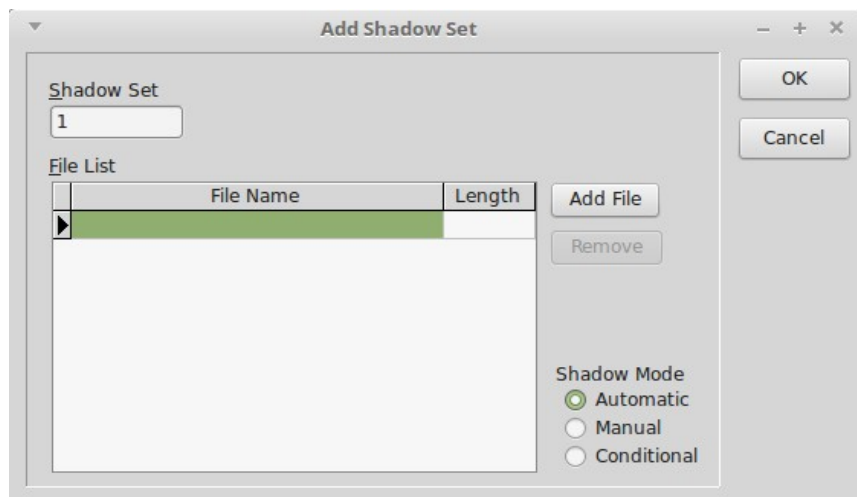 Add Shadow Set
OK
Cancel
Shadow Set
1
File List
File Name Length
Add File
Remove
Shadow Mode
Automatic
Manual
Conditional